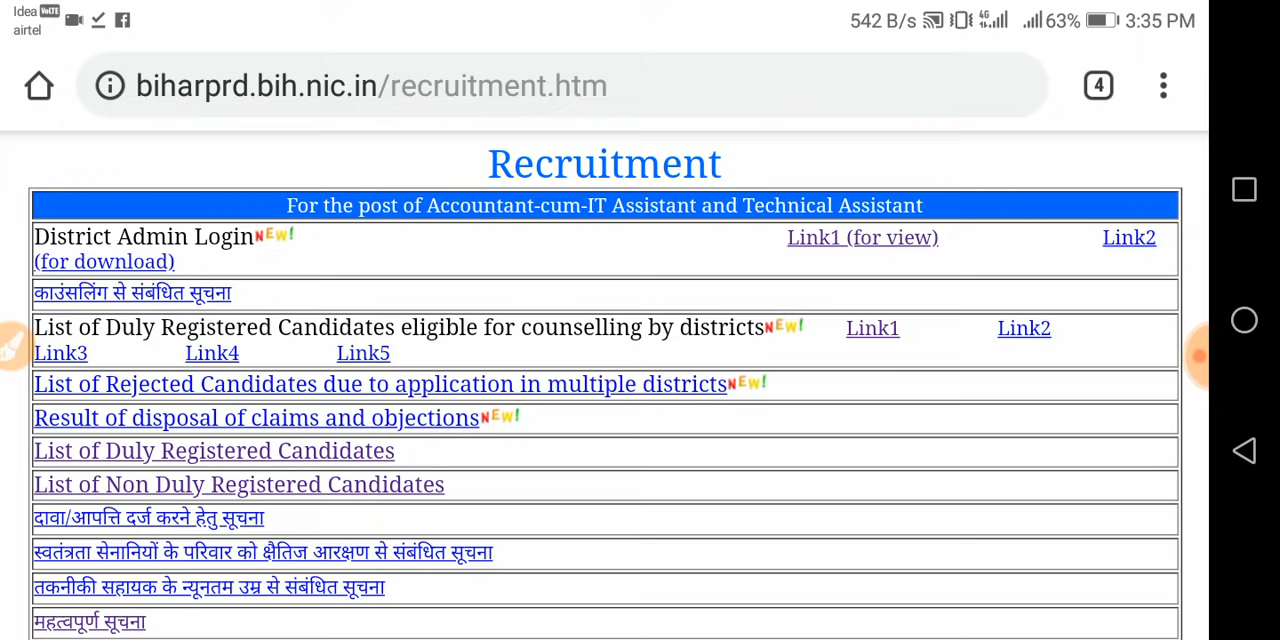 Idea VoLTE
airtel
542 B/s 4G 63% 3:35 PM
biharprd.bih.nic.in/recruitment.htm 4
Recruitment
For the post of Accountant-cum-IT Assistant and Technical Assistant
District Admin Login NEW! Link1 (for view) Link2
(for download)
काउंसलिंग से संबंधित सूचना
List of Duly Registered Candidates eligible for counselling by districts NEW! Link1 Link2
Link3 Link4 Link5
List of Rejected Candidates due to application in multiple districts NEW!
Result of disposal of claims and objections NEW!
List of Duly Registered Candidates
List of Non Duly Registered Candidates
दावा/आपत्ति दर्ज करने हेतु सूचना
स्वतंत्रता सेनानियों के परिवार को क्षैतिज आरक्षण से संबंधित सूचना
तकनीकी सहायक के न्यूनतम उम्र से संबंधित सूचना
महत्वपूर्ण सूचना